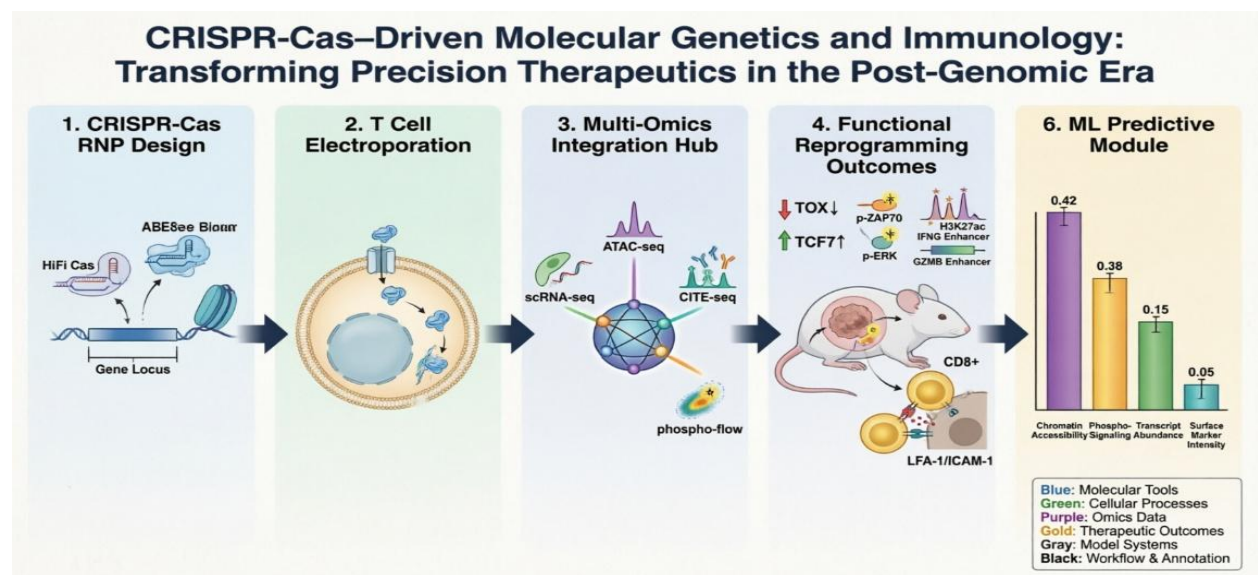 CRISPR-Cas–Driven Molecular Genetics and Immunology:
Transforming Precision Therapeutics in the Post-Genomic Era
1. CRISPR-Cas
RNP Design
ABE8ee
HiFi Cas
Gene Locus
2. T Cell
Electroporation
3. Multi-Omics
Integration Hub
ATAC-seq
scRNA-seq
CITE-seq
phospho-flow
4. Functional
Reprogramming
Outcomes
↓ TOX↓
↑ TCF7↑
p-ZAP70
p-ERK
H3K27ac
IFNG Enhancer
GZMB Enhancer
CD8+
LFA-1/ICAM-1
6. ML Predictive
Module
0.42
0.38
0.15
0.05
Chromatin
Accessibility
Phospho-
Signaling
Transcript
Abundance
Surface
Marker
Intensity
Blue: Molecular Tools
Green: Cellular Processes
Purple: Omics Data
Gold: Therapeutic Outcomes
Gray: Model Systems
Black: Workflow & Annotation